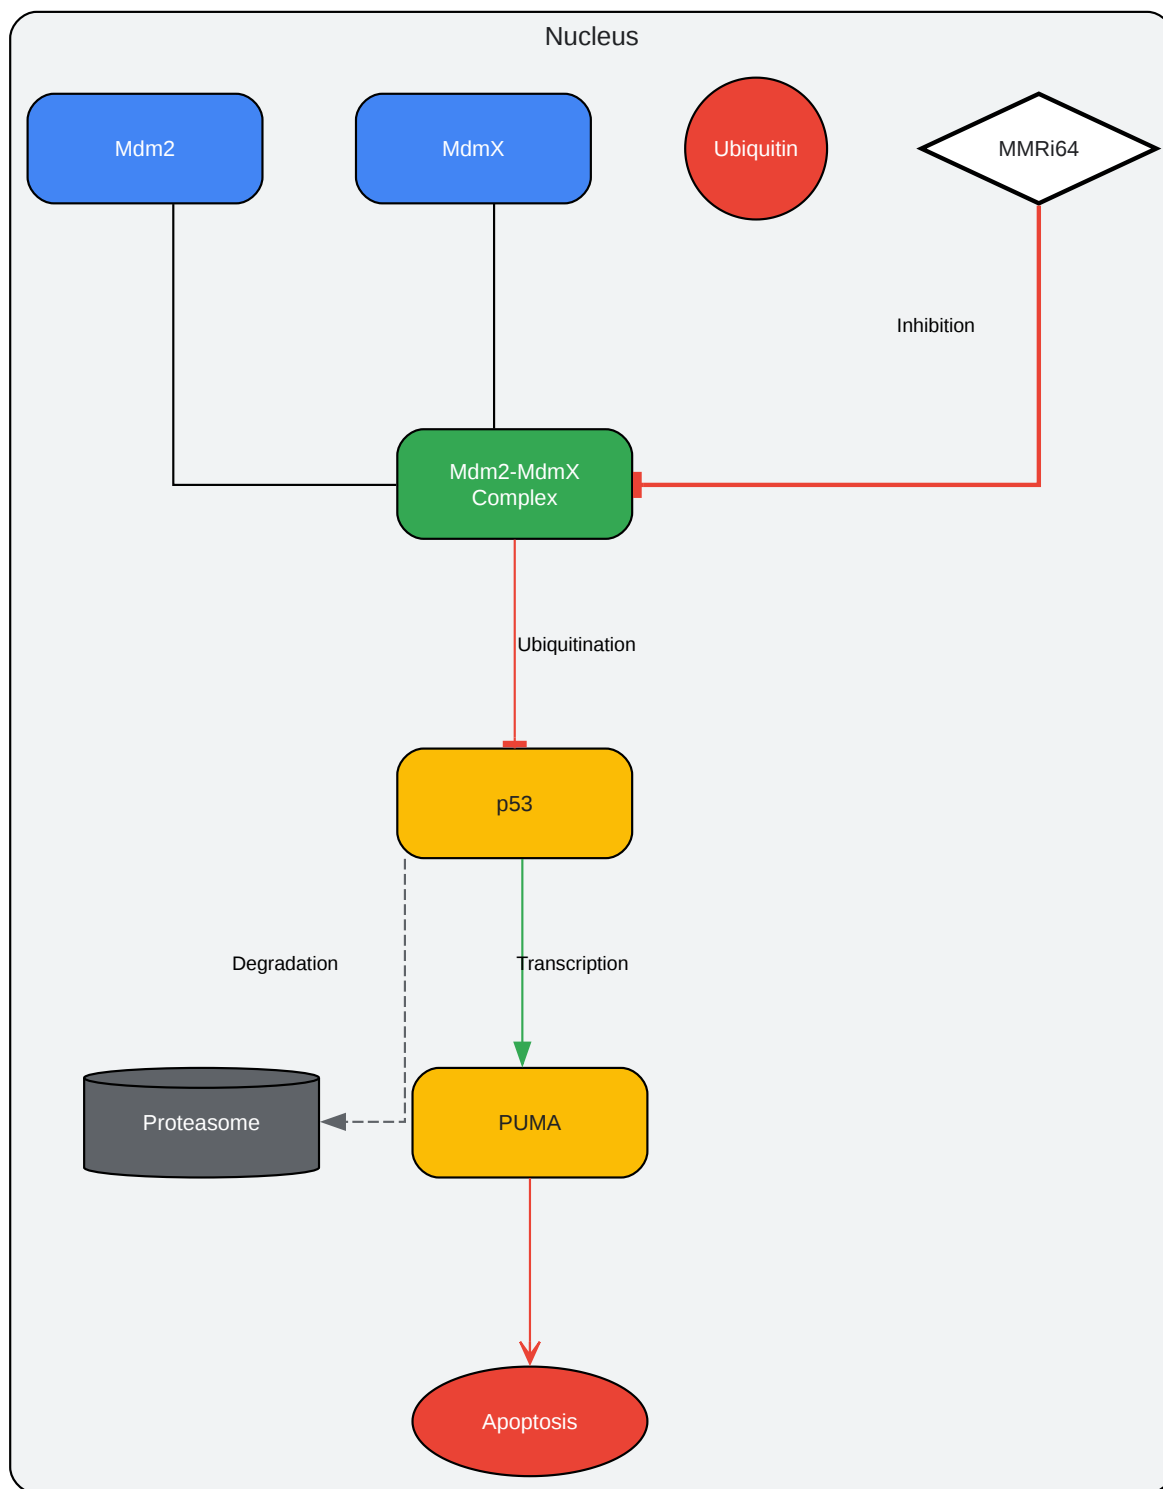 Nucleus
Mdm2
MdmX
Ubiquitin
MMRi64
Inhibition
Mdm2-MdmX
Complex
Ubiquitination
p53
Degradation
Transcription
Proteasome
PUMA
Apoptosis